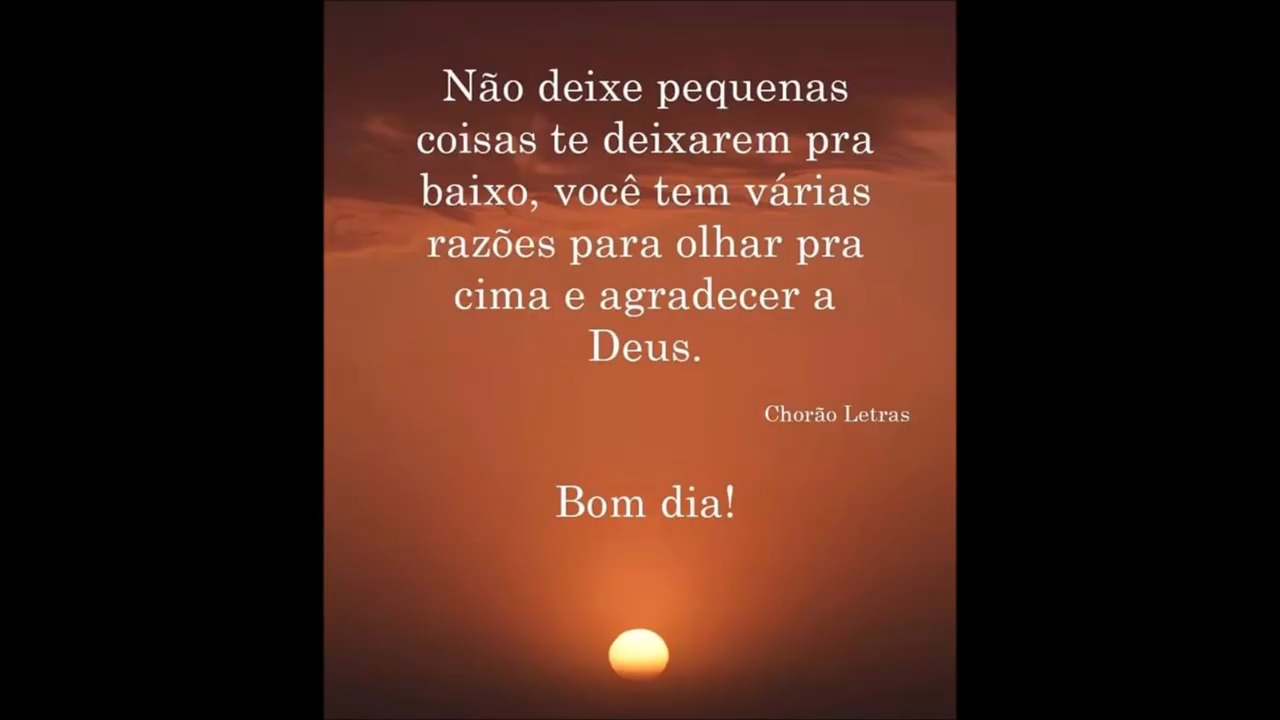 Não deixe pequenas
coisas te deixarem pra
baixo, você tem várias
razões para olhar pra
cima e agradecer a
Deus.
Chorão Letras
Bom dia!